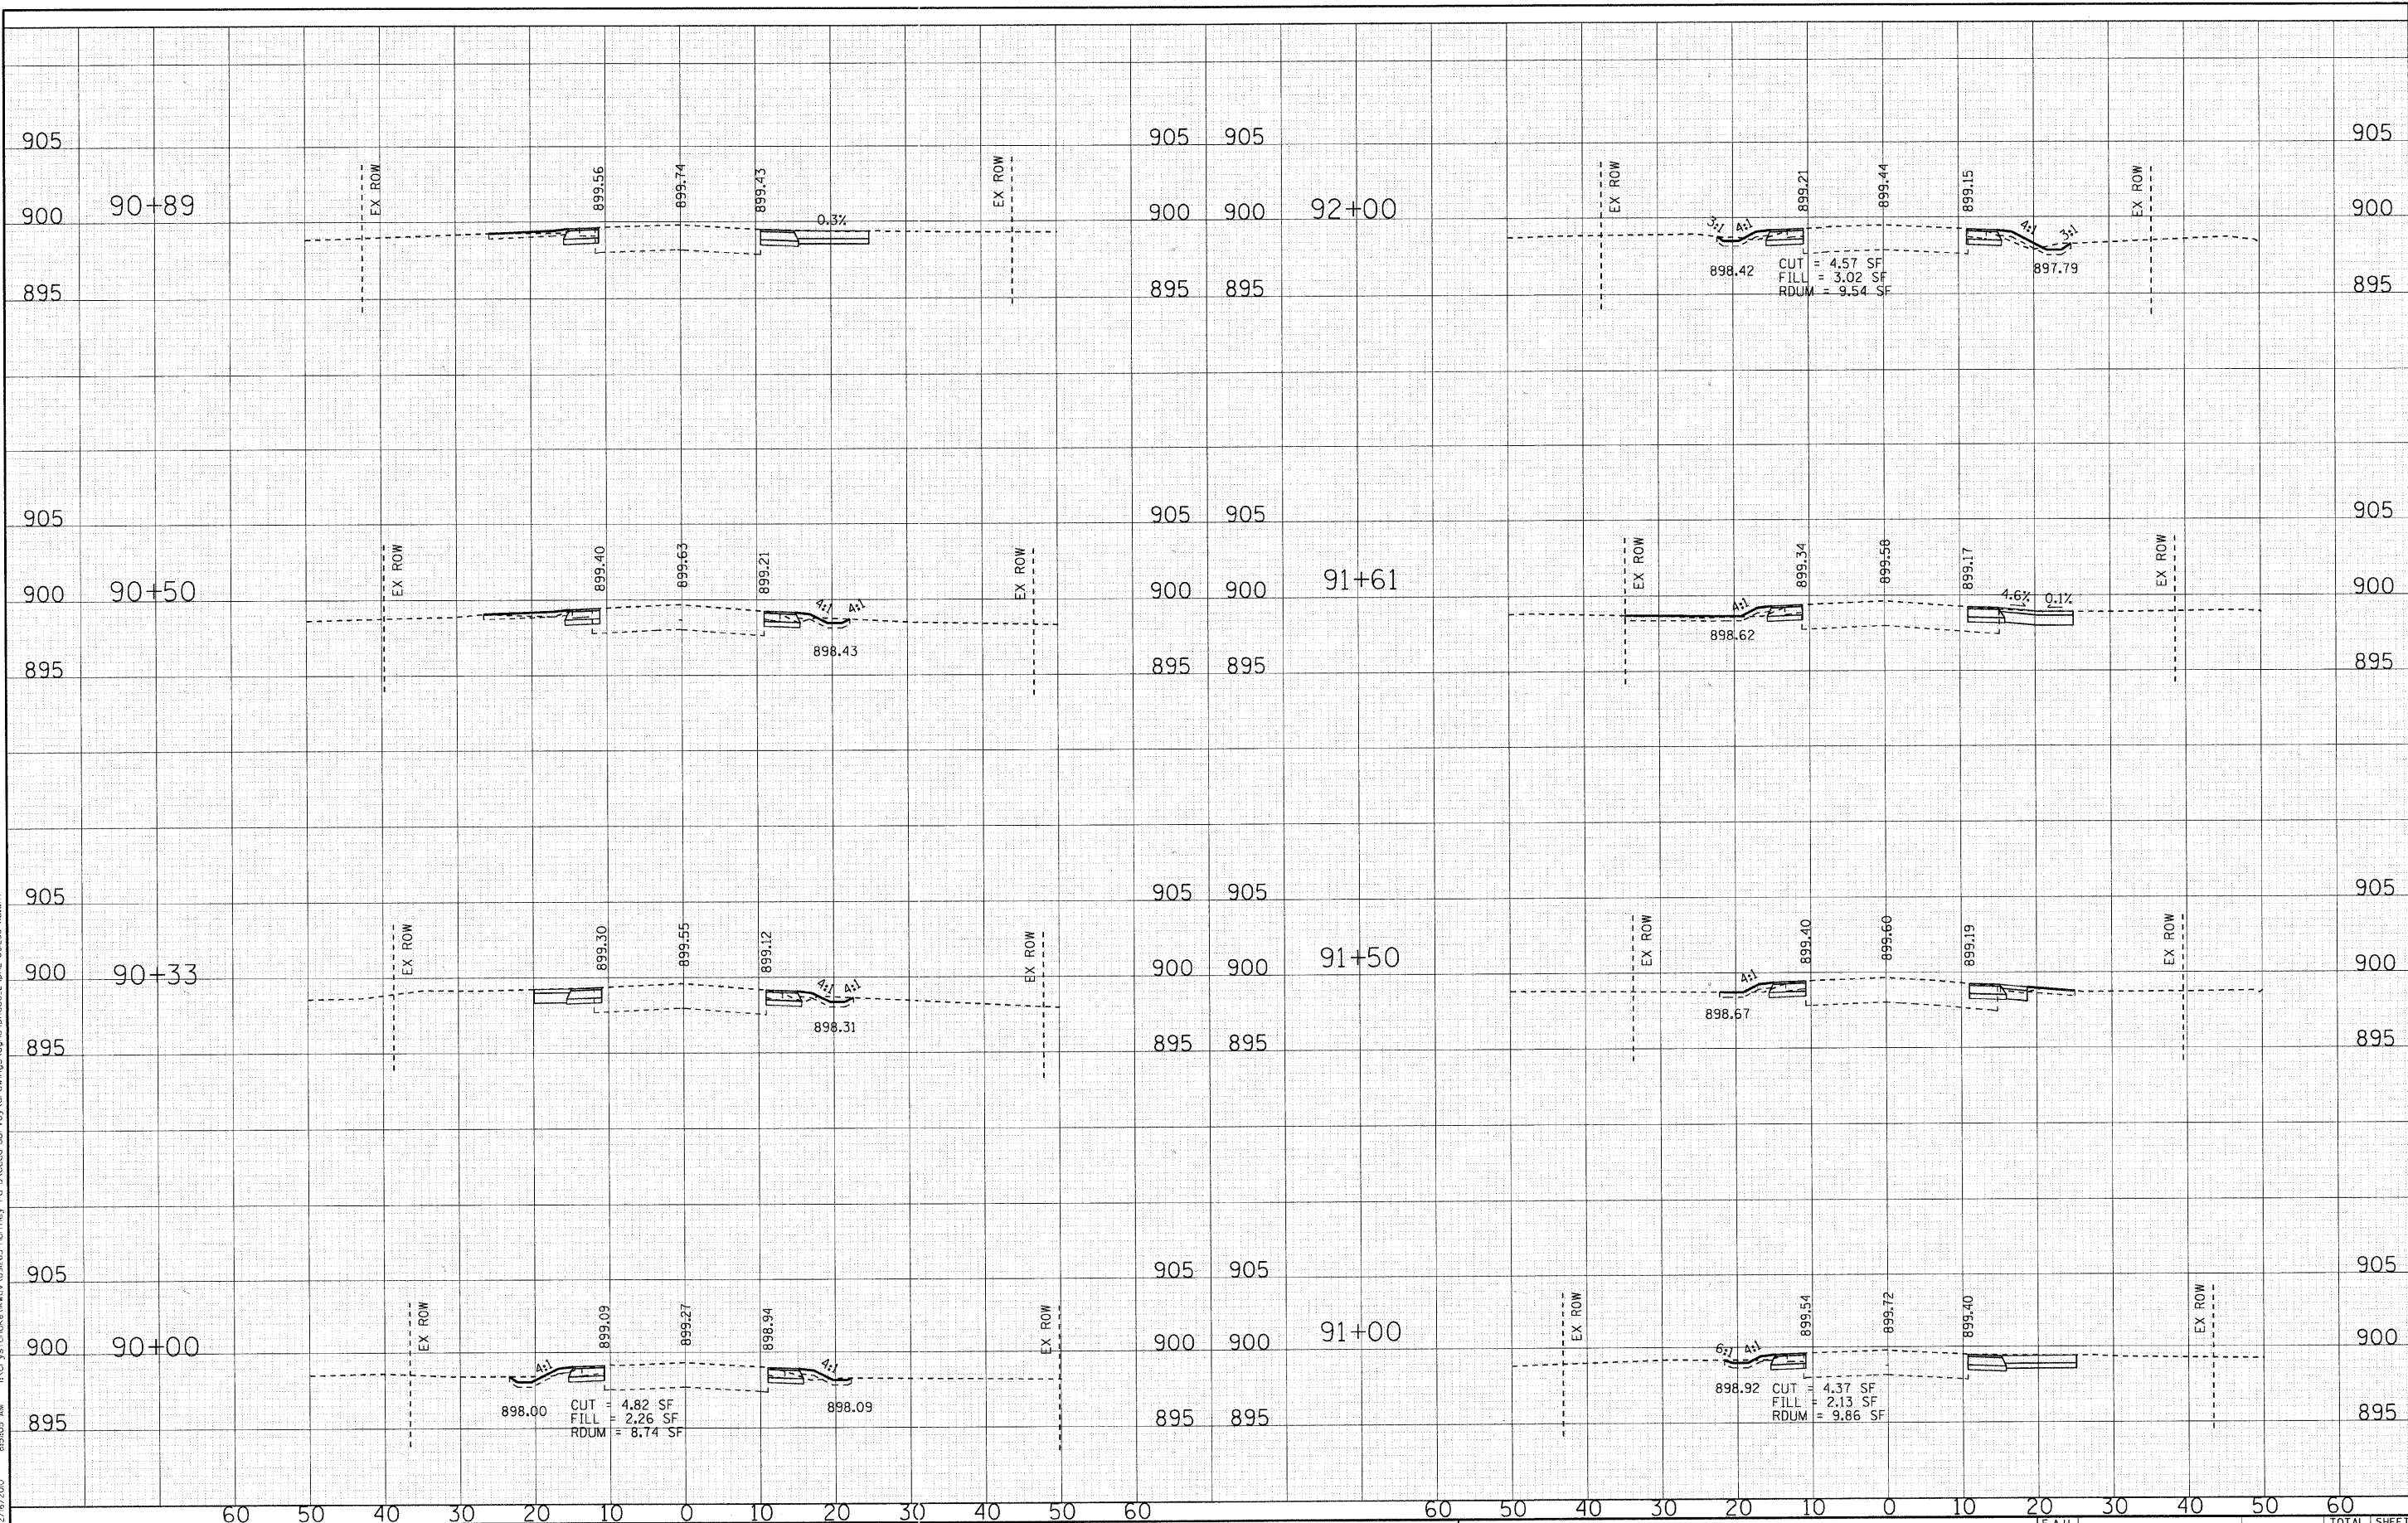 905 905 905 905
90+89 EX ROW 899.56 899.74 899.43 EX ROW
0.3%
900 900 900 900
92+00 EX ROW 899.21 899.44 899.15 EX ROW
3:1 4:1 4:1 3:1
898.42 897.79
CUT = 4.57 SF
FILL = 3.02 SF
RDUM = 9.54 SF
895 895 895 895
905 905 905 905
90+50 EX ROW 899.40 899.63 899.21 EX ROW
4:1 4:1
898.43
900 900 900 900
91+61 EX ROW 899.34 899.58 899.17 EX ROW
4:1 4.6% 0.1%
898.62
895 895 895 895
905 905 905 905
90+33 EX ROW 899.30 899.55 899.12 EX ROW
4:1 4:1
898.31
900 900 900 900
91+50 EX ROW 899.40 899.60 899.19 EX ROW
4:1
898.67
895 895 895 895
905 905 905 905
90+00 EX ROW 899.09 899.27 898.94 EX ROW
4:1 4:1
898.00 898.09
CUT = 4.82 SF
FILL = 2.26 SF
RDUM = 8.74 SF
900 900 900 900
91+00 EX ROW 899.54 899.72 899.40 EX ROW
6:1 4:1
898.92
CUT = 4.37 SF
FILL = 2.13 SF
RDUM = 9.86 SF
895 895 895 895
60 50 40 30 20 10 0 10 20 30 40 50 60 60 50 40 30 20 10 0 10 20 30 40 50 60
TOTAL SHEET